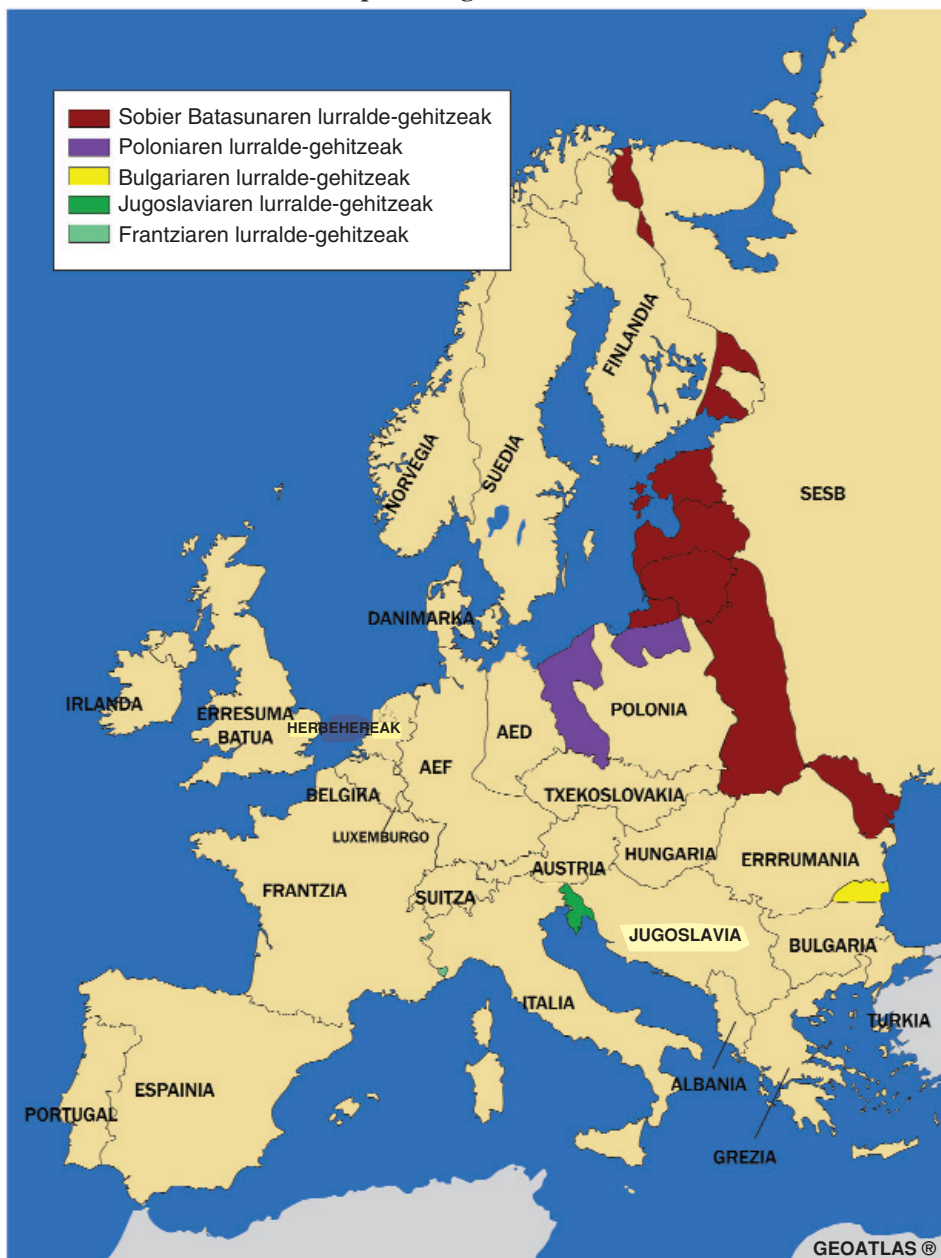 Sobier Batasunaren lurralde-gehitzeak
Poloniaren lurralde-gehitzeak
Bulgariaren lurralde-gehitzeak
Jugoslaviaren lurralde-gehitzeak
Frantziaren lurralde-gehitzeak
FINLANDIA
NORVEGIA
SUEDIA
SESB
DANIMARKA
IRLANDA
ERRESUMA
BATUA
HERBEHEREAK
POLONIA
AED
AEF
BELGIKA
TXEKOSLOVAKIA
LUXEMBURGO
HUNGARIA
ERRRUMANIA
AUSTRIA
FRANTZIA
SUITZA
JUGOSLAVIA
BULGARIA
ITALIA
TURKIA
ALBANIA
ESPAINIA
PORTUGAL
GREZIA
GEOATLAS ®